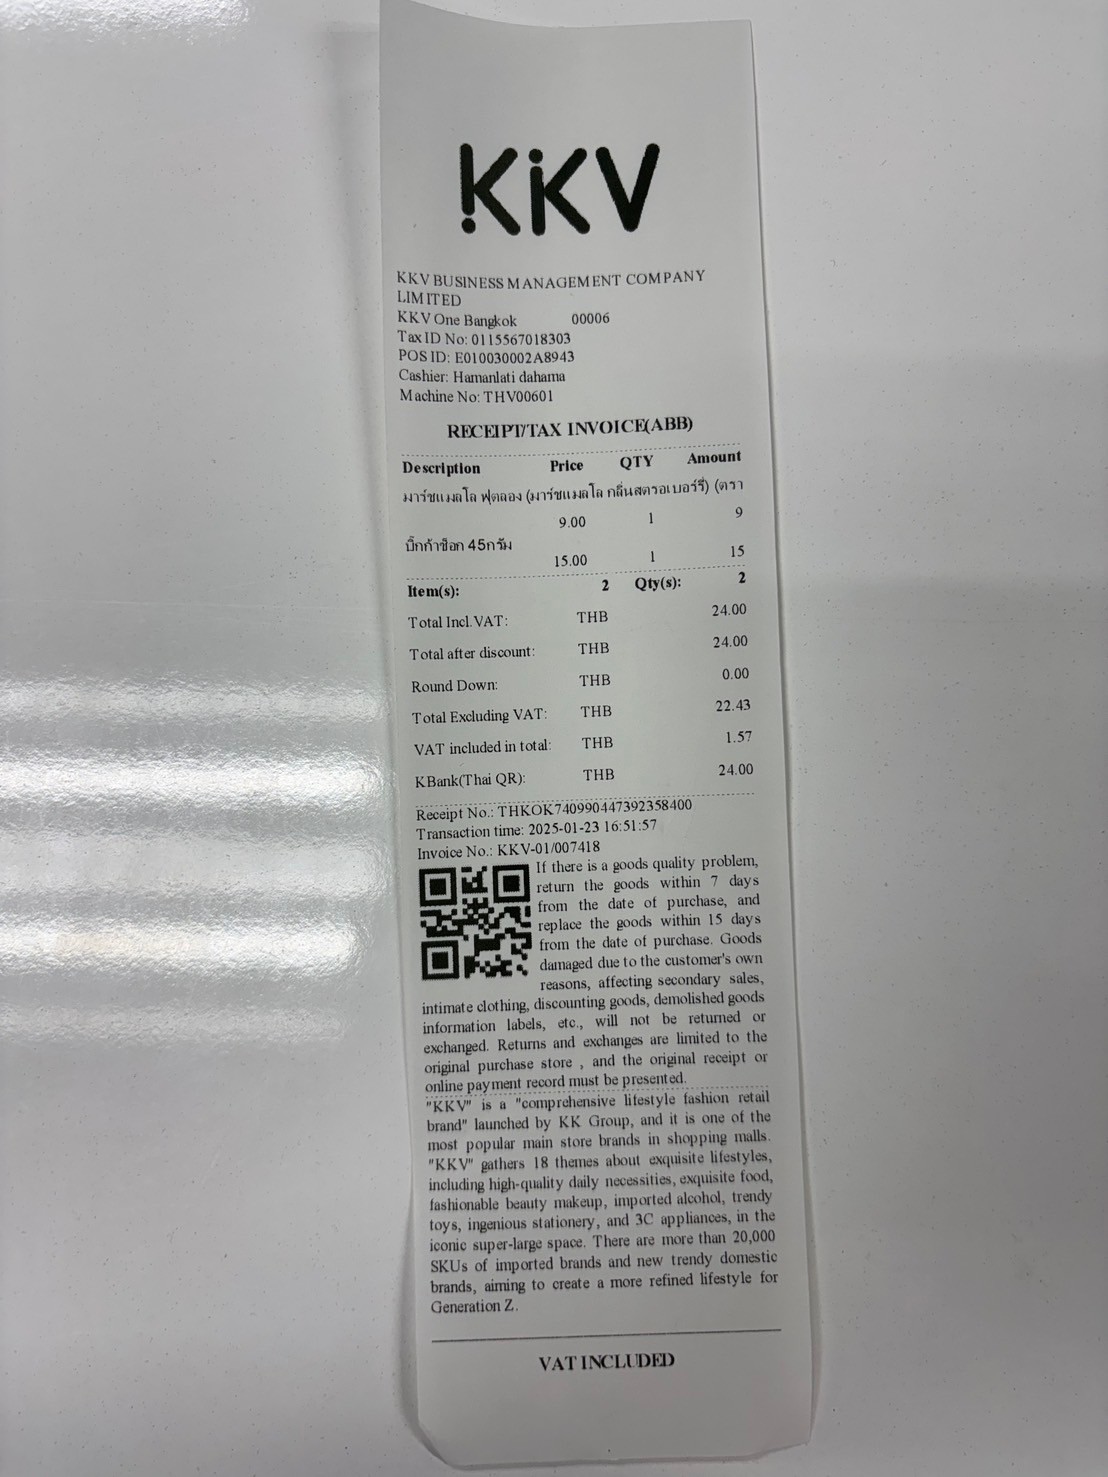 KKV
KKV BUSINESS MANAGEMENT COMPANY
LIMITED
KKV One Bangkok 00006
Tax ID No: 0115567018303
POS ID: E010030002A8943
Cashier: Hamanlati dahama
Machine No: THV00601
RECEIPT/TAX INVOICE(ABB)
Description Price QTY Amount
มาร์ชแมลโล ฟุตลอง (มาร์ชแมลโล กลิ่นสตรอเบอร์รี่) (ตรา
9.00 1 9
บิ๊กก้าช็อก 45กรัม
15.00 1 15
Item(s): 2 Qty(s): 2
Total Incl.VAT: THB 24.00
Total after discount: THB 24.00
Round Down: THB 0.00
Total Excluding VAT: THB 22.43
VAT included in total: THB 1.57
KBank(Thai QR): THB 24.00
Receipt No.: THKOK740990447392358400
Transaction time: 2025-01-23 16:51:57
Invoice No.: KKV-01/007418
If there is a goods quality problem,
return the goods within 7 days
from the date of purchase, and
replace the goods within 15 days
from the date of purchase. Goods
damaged due to the customer's own
reasons, affecting secondary sales,
intimate clothing, discounting goods, demolished goods
information labels, etc., will not be returned or
exchanged. Returns and exchanges are limited to the
original purchase store , and the original receipt or
online payment record must be presented.
"KKV" is a "comprehensive lifestyle fashion retail
brand" launched by KK Group, and it is one of the
most popular main store brands in shopping malls.
"KKV" gathers 18 themes about exquisite lifestyles,
including high-quality daily necessities, exquisite food,
fashionable beauty makeup, imported alcohol, trendy
toys, ingenious stationery, and 3C appliances, in the
iconic super-large space. There are more than 20,000
SKUs of imported brands and new trendy domestic
brands, aiming to create a more refined lifestyle for
Generation Z.
VAT INCLUDED